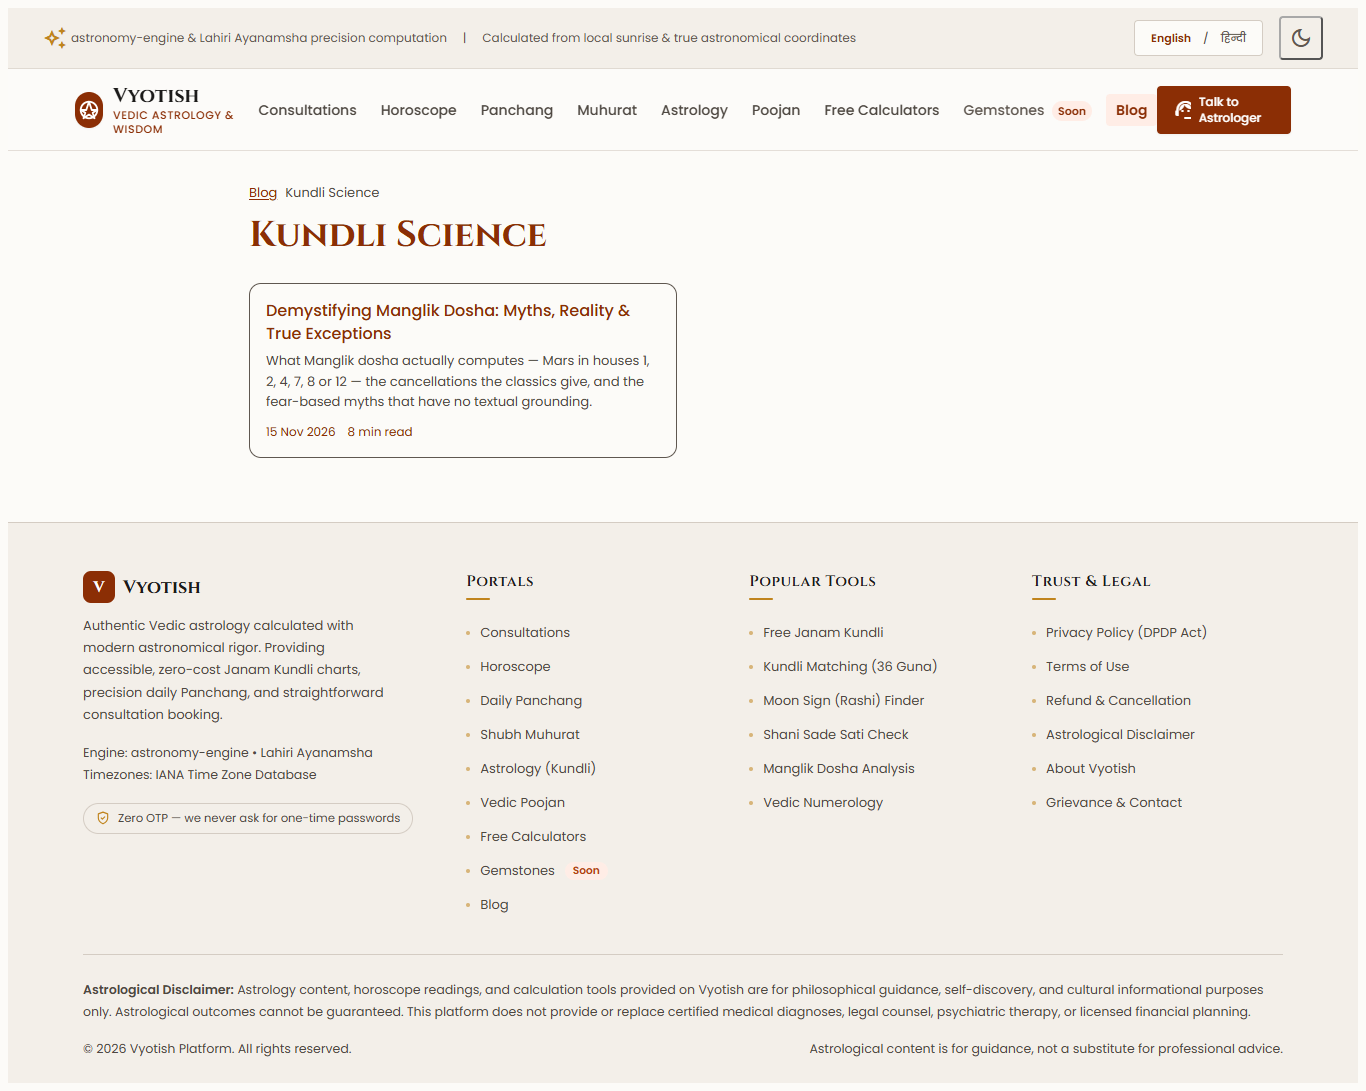 astronomy-engine & Lahiri Ayanamsha precision computation | Calculated from local sunrise & true astronomical coordinates
English / हिन्दी
Vyotish
VEDIC ASTROLOGY & WISDOM
Consultations Horoscope Panchang Muhurat Astrology Poojan Free Calculators Gemstones Soon Blog
Talk to Astrologer
Blog Kundli Science
Kundli Science
Demystifying Manglik Dosha: Myths, Reality &
True Exceptions
What Manglik dosha actually computes — Mars in houses 1,
2, 4, 7, 8 or 12 — the cancellations the classics give, and the
fear-based myths that have no textual grounding.
15 Nov 2026 8 min read
V Vyotish
Authentic Vedic astrology calculated with
modern astronomical rigor. Providing
accessible, zero-cost Janam Kundli charts,
precision daily Panchang, and straightforward
consultation booking.
Engine: astronomy-engine • Lahiri Ayanamsha
Timezones: IANA Time Zone Database
Zero OTP — we never ask for one-time passwords
Portals
Consultations
Horoscope
Daily Panchang
Shubh Muhurat
Astrology (Kundli)
Vedic Poojan
Free Calculators
Gemstones Soon
Blog
Popular Tools
Free Janam Kundli
Kundli Matching (36 Guna)
Moon Sign (Rashi) Finder
Shani Sade Sati Check
Manglik Dosha Analysis
Vedic Numerology
Trust & Legal
Privacy Policy (DPDP Act)
Terms of Use
Refund & Cancellation
Astrological Disclaimer
About Vyotish
Grievance & Contact
Astrological Disclaimer: Astrology content, horoscope readings, and calculation tools provided on Vyotish are for philosophical guidance, self-discovery, and cultural informational purposes
only. Astrological outcomes cannot be guaranteed. This platform does not provide or replace certified medical diagnoses, legal counsel, psychiatric therapy, or licensed financial planning.
© 2026 Vyotish Platform. All rights reserved.
Astrological content is for guidance, not a substitute for professional advice.